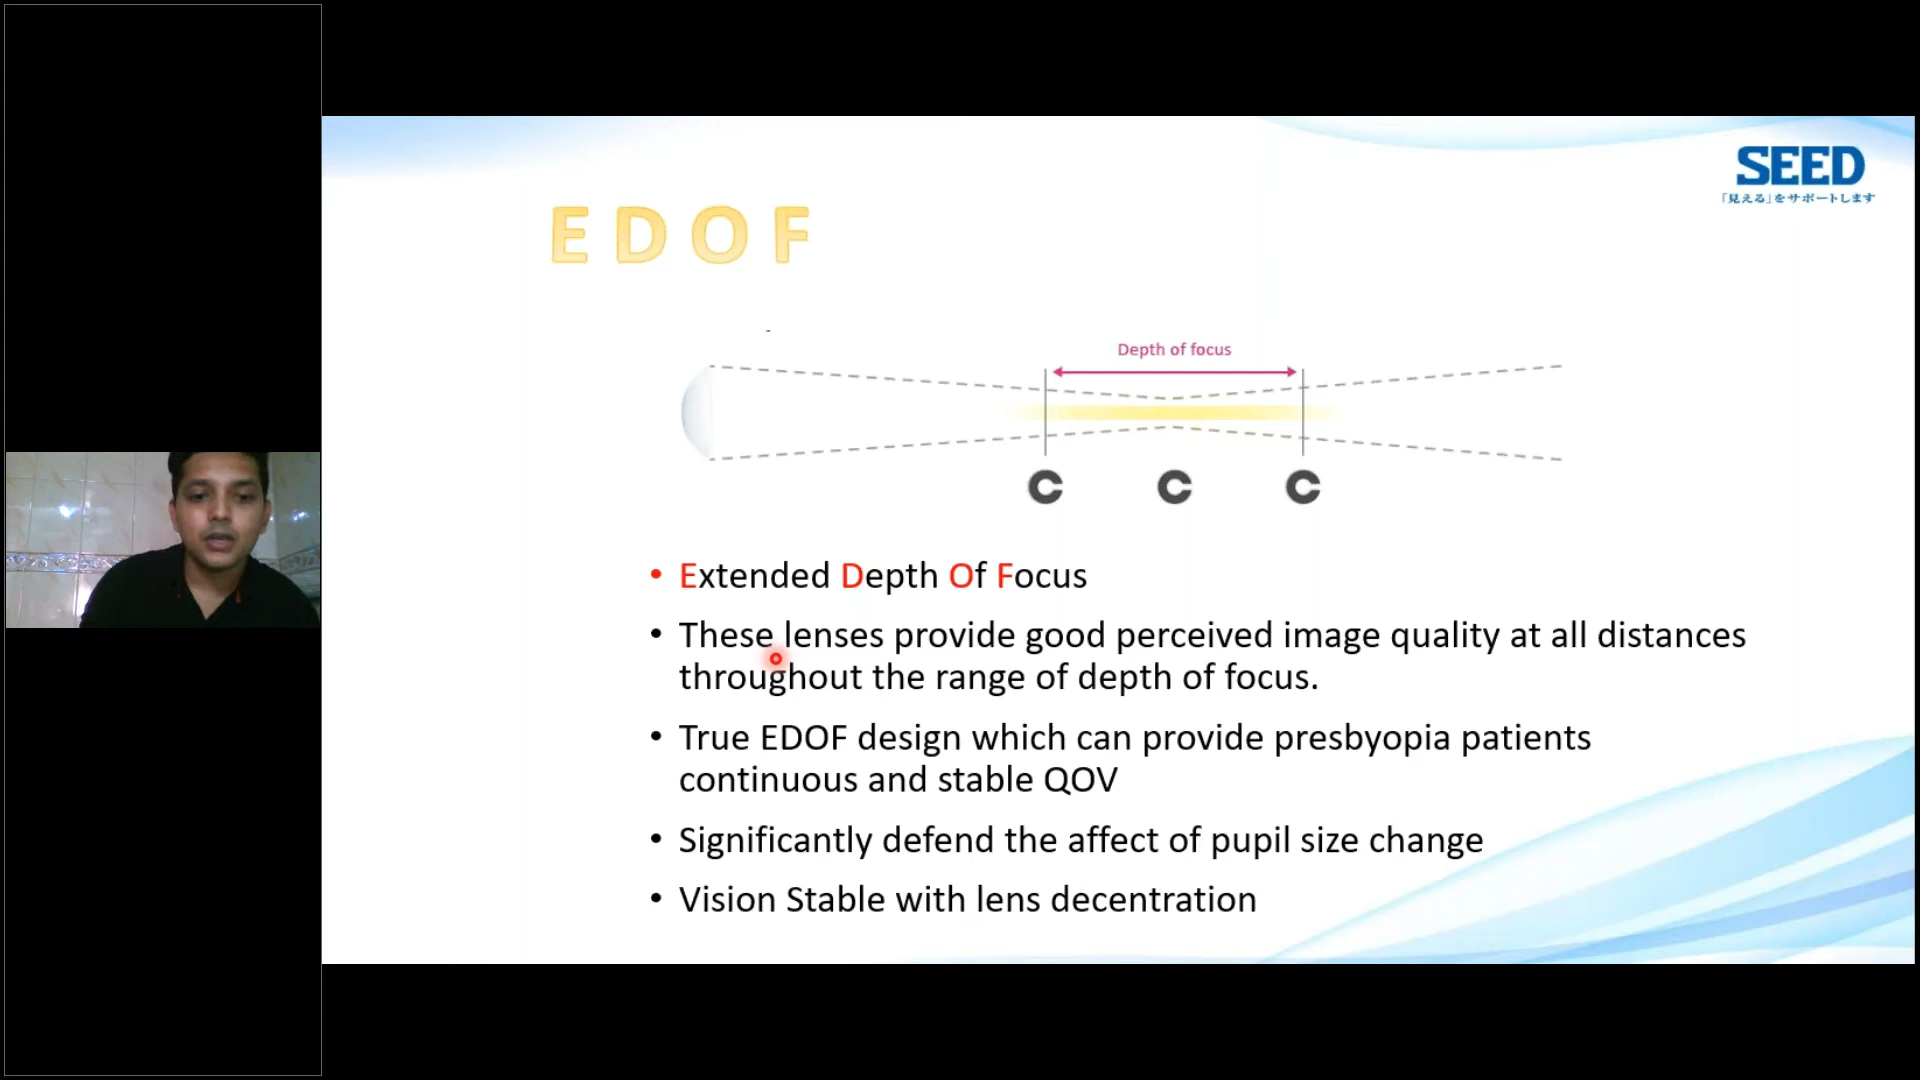 SEED
「見える」をサポートします
E D O F
Depth of focus
C C C
• Extended Depth Of Focus
• These lenses provide good perceived image quality at all distances
throughout the range of depth of focus.
• True EDOF design which can provide presbyopia patients
continuous and stable QOV
• Significantly defend the affect of pupil size change
• Vision Stable with lens decentration